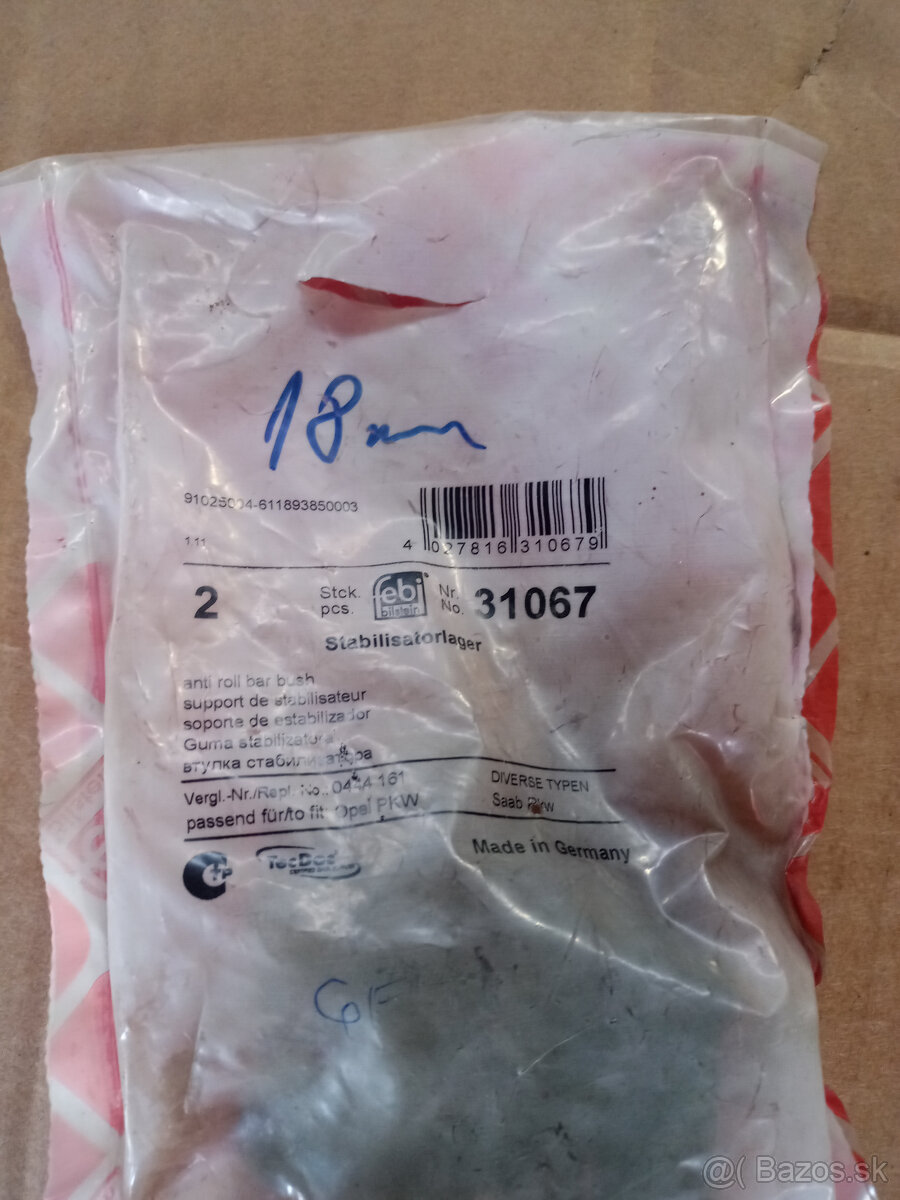 18mm
91025004-611893850003
1.11
4 027816 310679
2 Stck. pcs. febi bilstein Nr. No. 31067
Stabilisatorlager
anti roll bar bush
support de stabilisateur
soporte de estabilizador
Guma stabilizatora
втулка стабилизатора
Vergl.-Nr./Repl. No.: 0444 161 DIVERSE TYPEN
passend für/to fit: Opel PKW Saab Pkw
Made in Germany
TecDoc
@( Bazos.sk